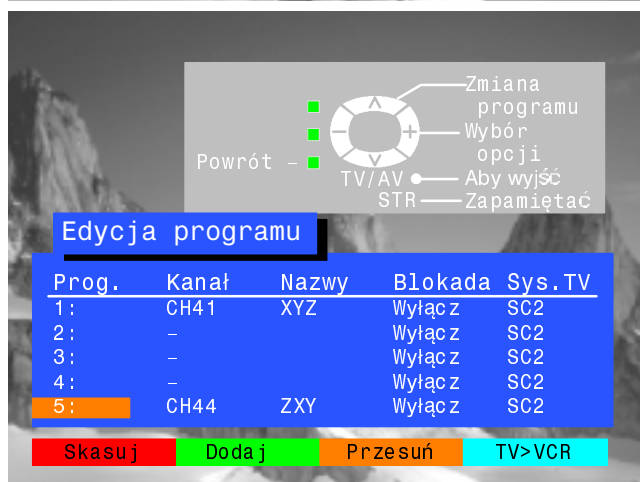 Zmiana
programu
Wybór
opcji
Powrót –
TV/AV Aby wyjść
STR Zapamiętać
Edycja programu
Prog. Kanał Nazwy Blokada Sys.TV
1: CH41 XYZ Wyłącz SC2
2: – Wyłącz SC2
3: – Wyłącz SC2
4: – Wyłącz SC2
5: CH44 ZXY Wyłącz SC2
Skasuj Dodaj Przesuń TV>VCR